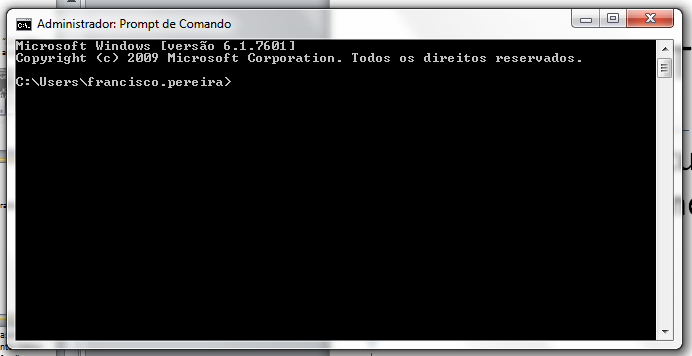 Administrador: Prompt de Comando
Microsoft Windows [versão 6.1.7601]
Copyright (c) 2009 Microsoft Corporation. Todos os direitos reservados.
C:\Users\francisco.pereira>